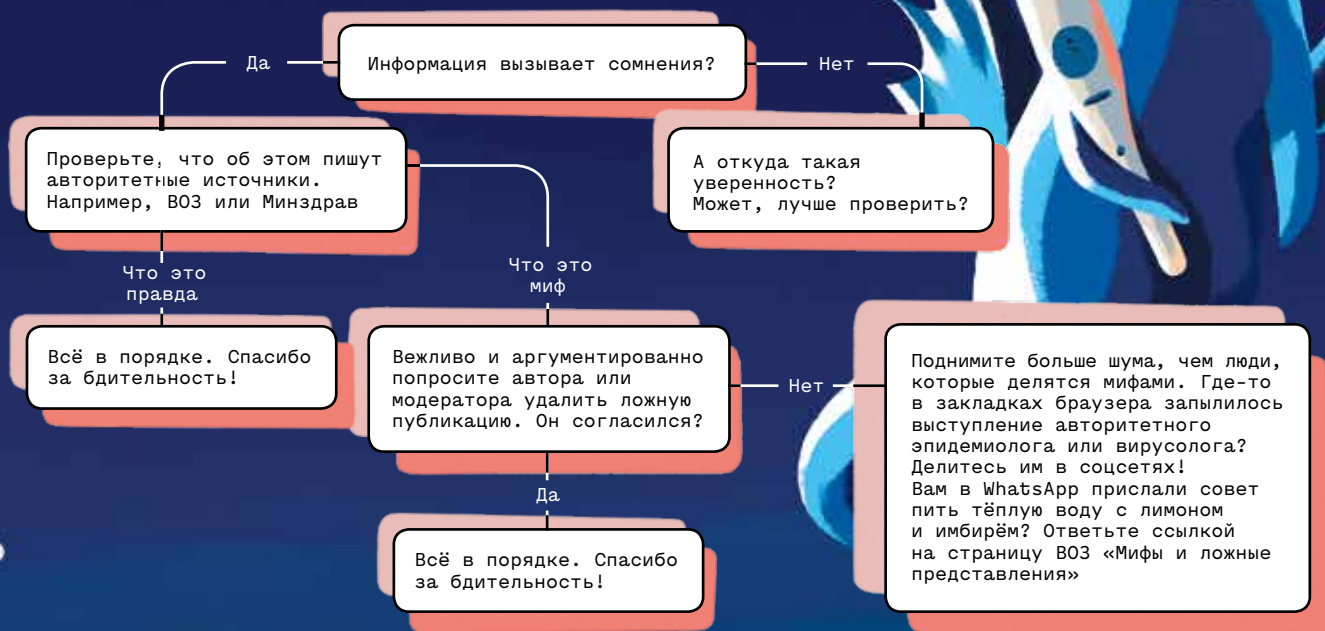 Информация вызывает сомнения?
Да
Нет
Проверьте, что об этом пишут
авторитетные источники.
Например, ВОЗ или Минздрав
А откуда такая
уверенность?
Может, лучше проверить?
Что это
правда
Что это
миф
Всё в порядке. Спасибо
за бдительность!
Вежливо и аргументированно
попросите автора или
модератора удалить ложную
публикацию. Он согласился?
Нет
Поднимите больше шума, чем люди,
которые делятся мифами. Где-то
в закладках браузера запылилось
выступление авторитетного
эпидемиолога или вирусолога?
Делитесь им в соцсетях!
Вам в WhatsApp прислали совет
пить тёплую воду с лимоном
и имбирём? Ответьте ссылкой
на страницу ВОЗ «Мифы и ложные
представления»
Да
Всё в порядке. Спасибо
за бдительность!